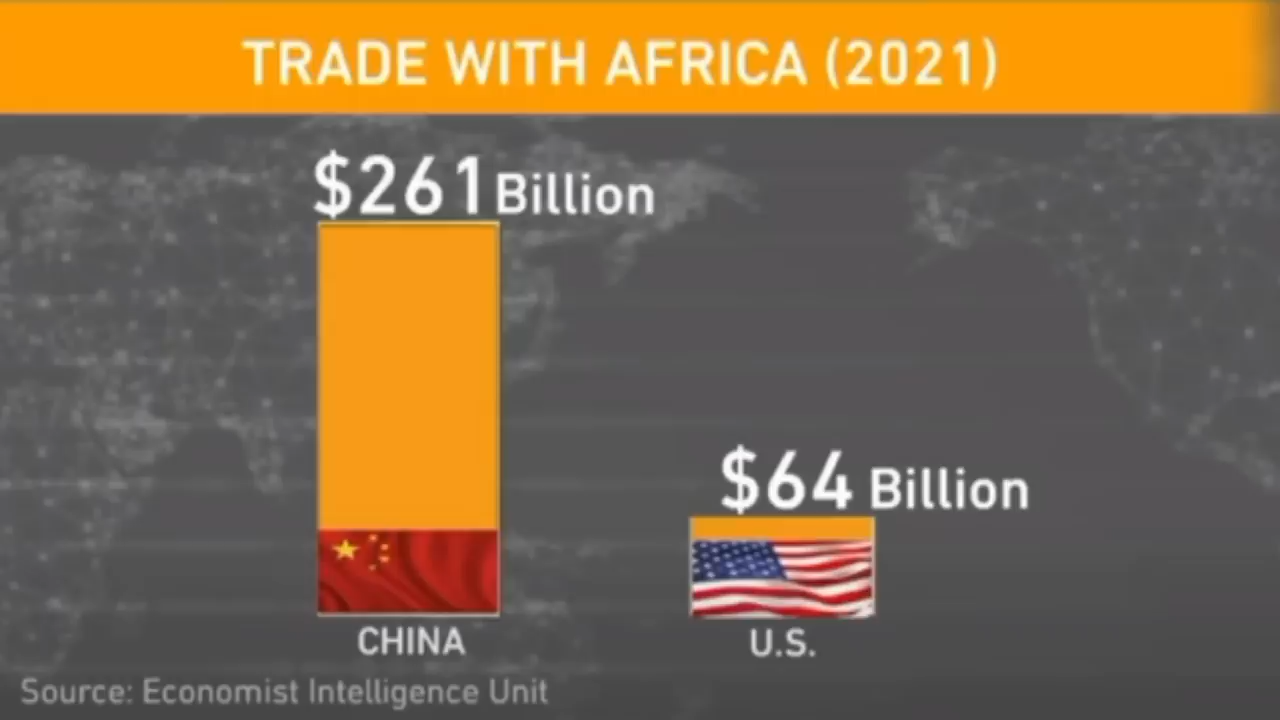 TRADE WITH AFRICA (2021)
$261 Billion
$64 Billion
CHINA
U.S.
Source: Economist Intelligence Unit